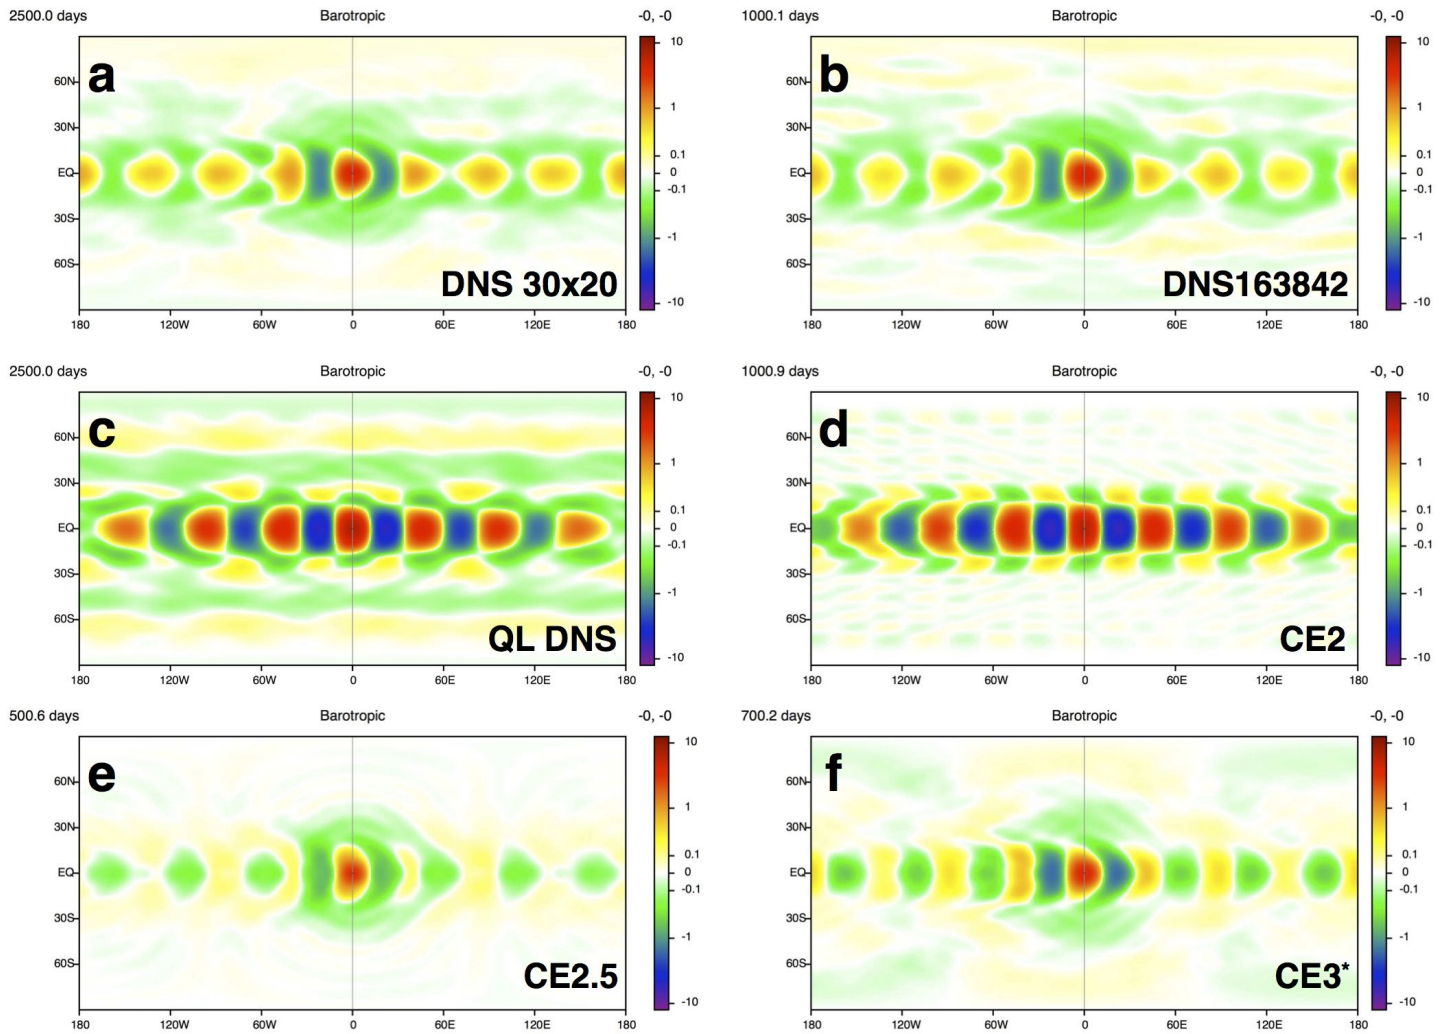 2500.0 days Barotropic -0, -0
a
60N
30N
EQ
30S
60S
180 120W 60W 0 60E 120E 180
10
1
0.1
0
-0.1
-1
-10
DNS 30x20
1000.1 days Barotropic -0, -0
b
60N
30N
EQ
30S
60S
180 120W 60W 0 60E 120E 180
10
1
0.1
0
-0.1
-1
-10
DNS163842
2500.0 days Barotropic -0, -0
c
60N
30N
EQ
30S
60S
180 120W 60W 0 60E 120E 180
10
1
0.1
0
-0.1
-1
-10
QL DNS
1000.9 days Barotropic -0, -0
d
60N
30N
EQ
30S
60S
180 120W 60W 0 60E 120E 180
10
1
0.1
0
-0.1
-1
-10
CE2
500.6 days Barotropic -0, -0
e
60N
30N
EQ
30S
60S
180 120W 60W 0 60E 120E 180
10
1
0.1
0
-0.1
-1
-10
CE2.5
700.2 days Barotropic -0, -0
f
60N
30N
EQ
30S
60S
180 120W 60W 0 60E 120E 180
10
1
0.1
0
-0.1
-1
-10
CE3*